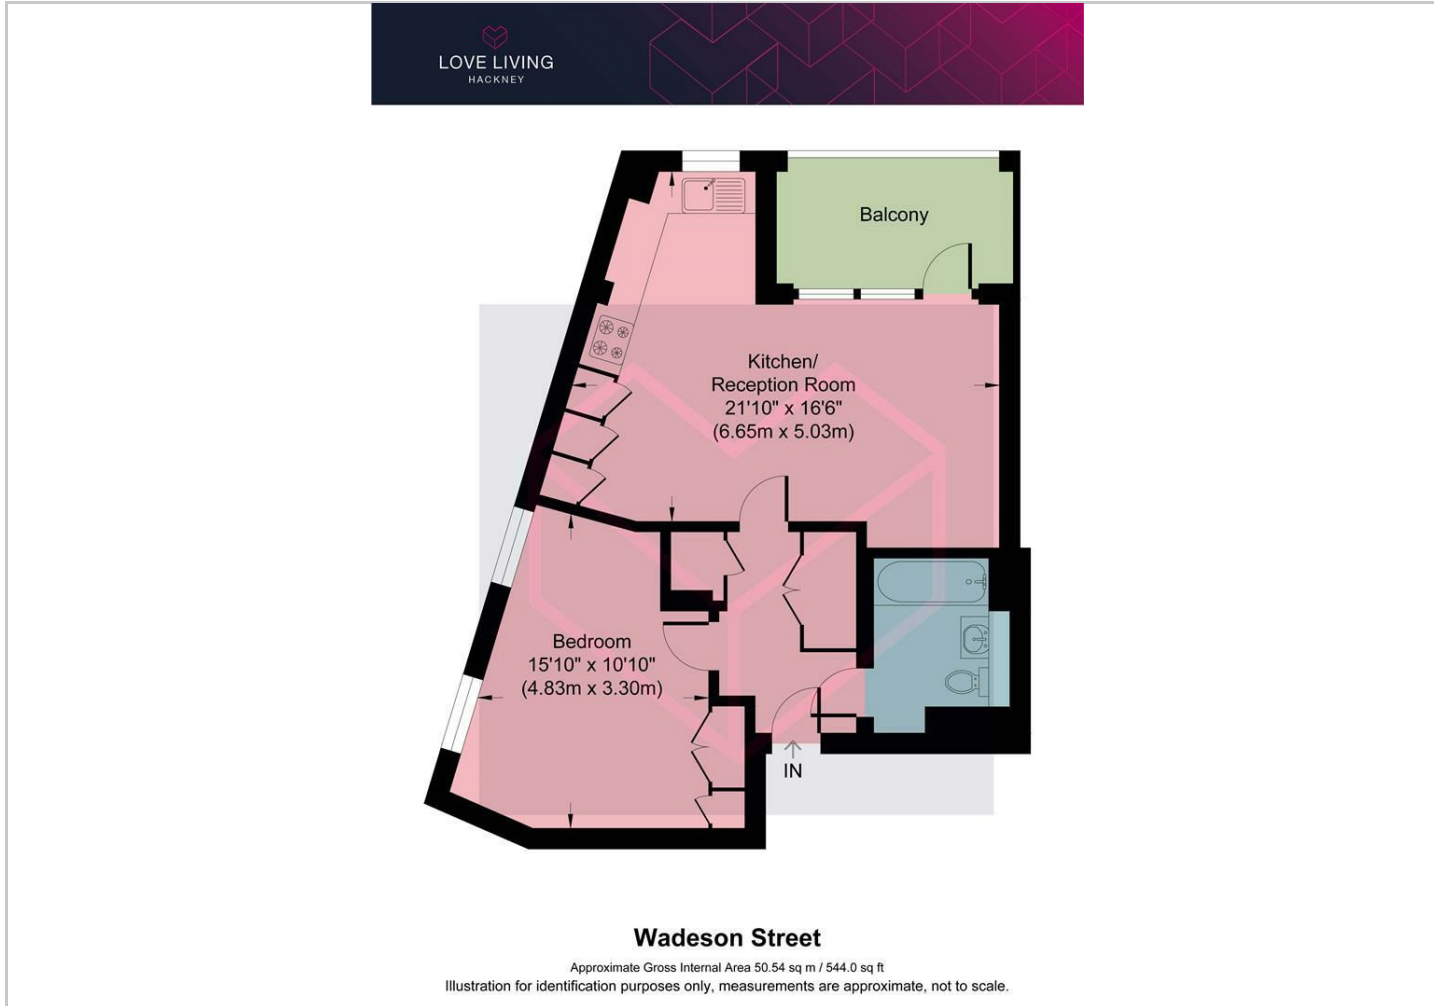 LOVE LIVING
HACKNEY
Balcony
Kitchen/
Reception Room
21'10" x 16'6"
(6.65m x 5.03m)
Bedroom
15'10" x 10'10"
(4.83m x 3.30m)
IN
Wadeson Street
Approximate Gross Internal Area 50.54 sq m / 544.0 sq ft
Illustration for identification purposes only, measurements are approximate, not to scale.